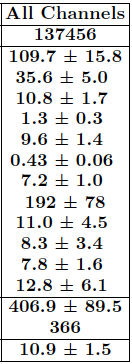 All Channels
137456
109.7 ± 15.8
35.6 ± 5.0
10.8 ± 1.7
1.3 ± 0.3
9.6 ± 1.4
0.43 ± 0.06
7.2 ± 1.0
192 ± 78
11.0 ± 4.5
8.3 ± 3.4
7.8 ± 1.6
12.8 ± 6.1
406.9 ± 89.5
366
10.9 ± 1.5